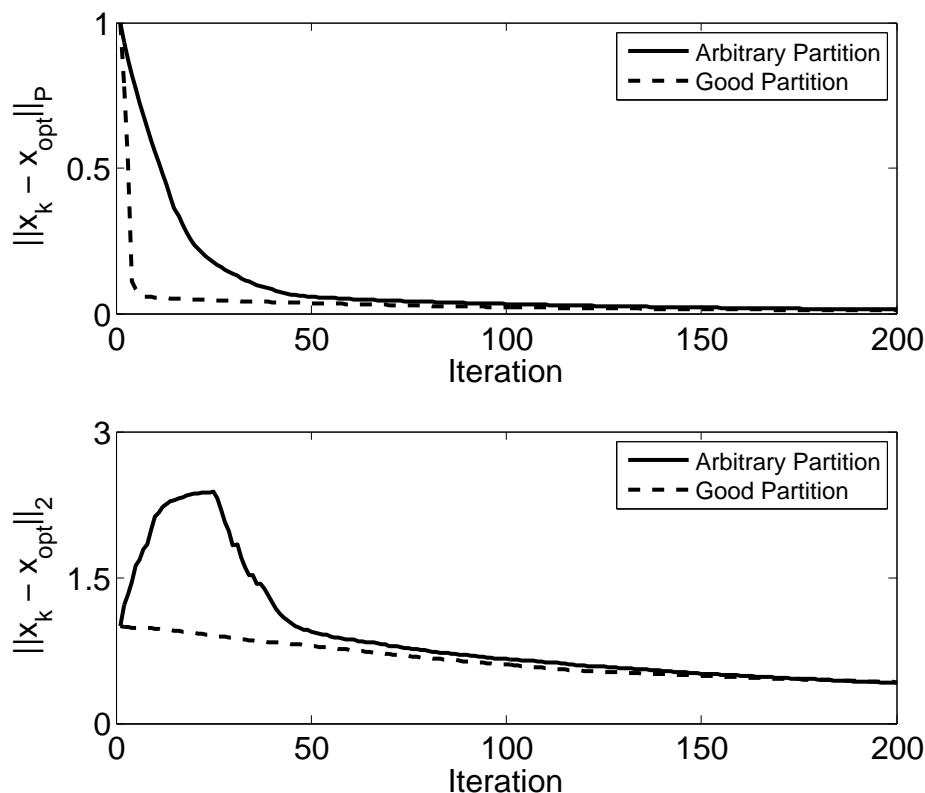 1
0.5
0
||x_k − x_opt||_P
Arbitrary Partition
Good Partition
0 50 100 150 200
Iteration
3
1.5
0
||x_k − x_opt||_2
Arbitrary Partition
Good Partition
0 50 100 150 200
Iteration